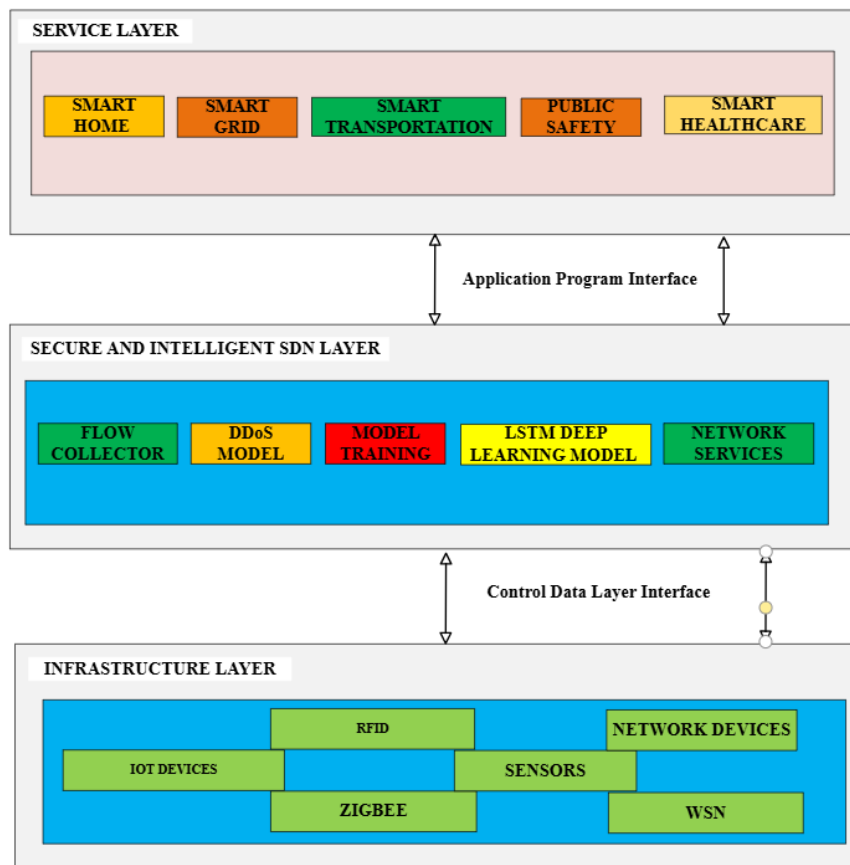 SERVICE LAYER
SMART
HOME
SMART
GRID
SMART
TRANSPORTATION
PUBLIC
SAFETY
SMART
HEALTHCARE
Application Program Interface
SECURE AND INTELLIGENT SDN LAYER
FLOW
COLLECTOR
DDoS
MODEL
MODEL
TRAINING
LSTM DEEP
LEARNING MODEL
NETWORK
SERVICES
Control Data Layer Interface
INFRASTRUCTURE LAYER
RFID
NETWORK DEVICES
IOT DEVICES
SENSORS
ZIGBEE
WSN